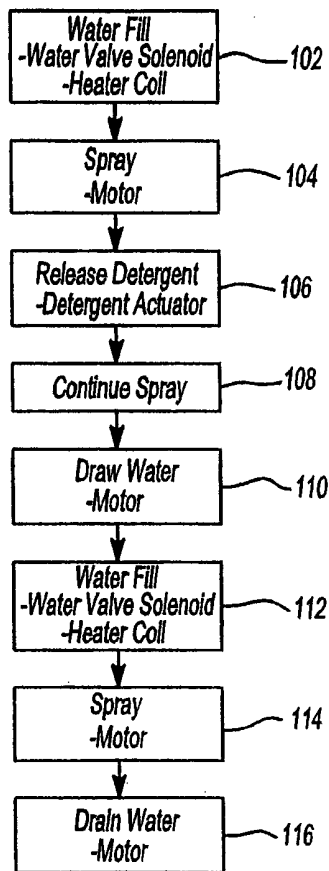 Water Fill
-Water Valve Solenoid
-Heater Coil
102
Spray
-Motor
104
Release Detergent
-Detergent Actuator
106
Continue Spray
108
Draw Water
-Motor
110
Water Fill
-Water Valve Solenoid
-Heater Coil
112
Spray
-Motor
114
Drain Water
-Motor
116